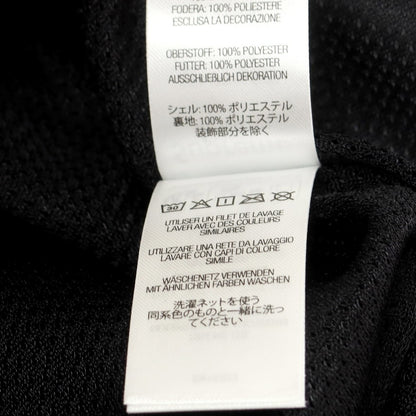 FODERA: 100% POLIESTERE
ESCLUSA LA DECORAZIONE
OBERSTOFF: 100% POLYESTER
FUTTER: 100% POLYESTER
AUSSCHLIEßLICH DEKORATION
シェル: 100% ポリエステル
裏地: 100% ポリエステル
装飾部分を除く
30
UTILISER UN FILET DE LAVAGE
LAVER AVEC DES COULEURS
SIMILAIRES
UTILIZZARE UNA RETE DA LAVAGGIO
LAVARE CON CAPI DI COLORE
SIMILE
WÄSCHENETZ VERWENDEN
MIT ÄHNLICHEN FARBEN WASCHEN
洗濯ネットを使う
同系色のものと一緒に洗っ
てください